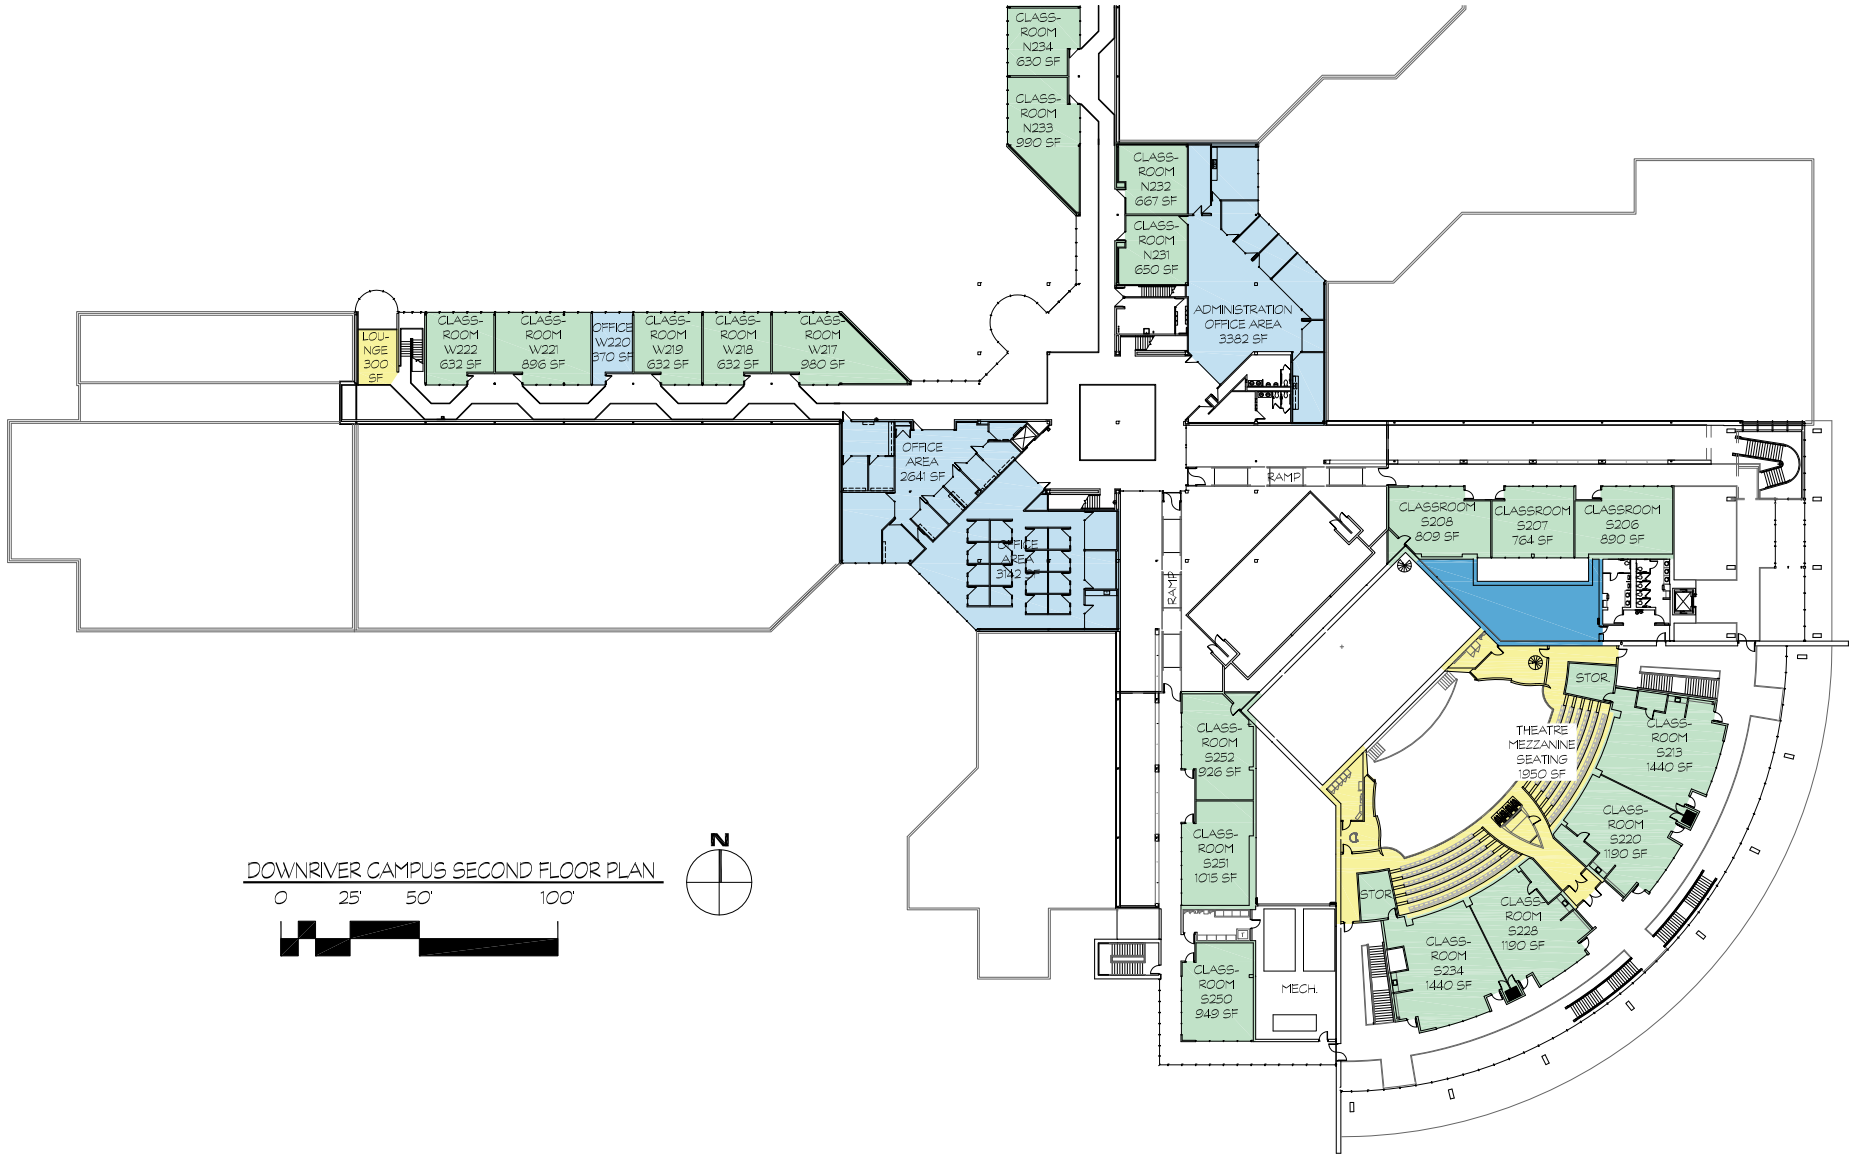 CLASS-
ROOM
N234
630 SF
CLASS-
ROOM
N233
990 SF
CLASS-
ROOM
N232
667 SF
CLASS-
ROOM
N231
650 SF
ADMINISTRATION
OFFICE AREA
3382 SF
LOU-
NGE
300
SF
CLASS-
ROOM
W222
632 SF
CLASS-
ROOM
W221
896 SF
OFFICE
W220
370 SF
CLASS-
ROOM
W219
632 SF
CLASS-
ROOM
W218
632 SF
CLASS-
ROOM
W217
980 SF
OFFICE
AREA
2641 SF
OFFICE
AREA
3142 SF
RAMP
RAMP
CLASSROOM
S208
809 SF
CLASSROOM
S207
764 SF
CLASSROOM
S206
890 SF
STOR.
THEATRE
MEZZANINE
SEATING
1950 SF
CLASS-
ROOM
S213
1440 SF
CLASS-
ROOM
S220
1190 SF
CLASS-
ROOM
S252
926 SF
CLASS-
ROOM
S251
1015 SF
STOR.
CLASS-
ROOM
S228
1190 SF
CLASS-
ROOM
S234
1440 SF
CLASS-
ROOM
S250
949 SF
MECH.
N
DOWNRIVER CAMPUS SECOND FLOOR PLAN
0 25' 50' 100'